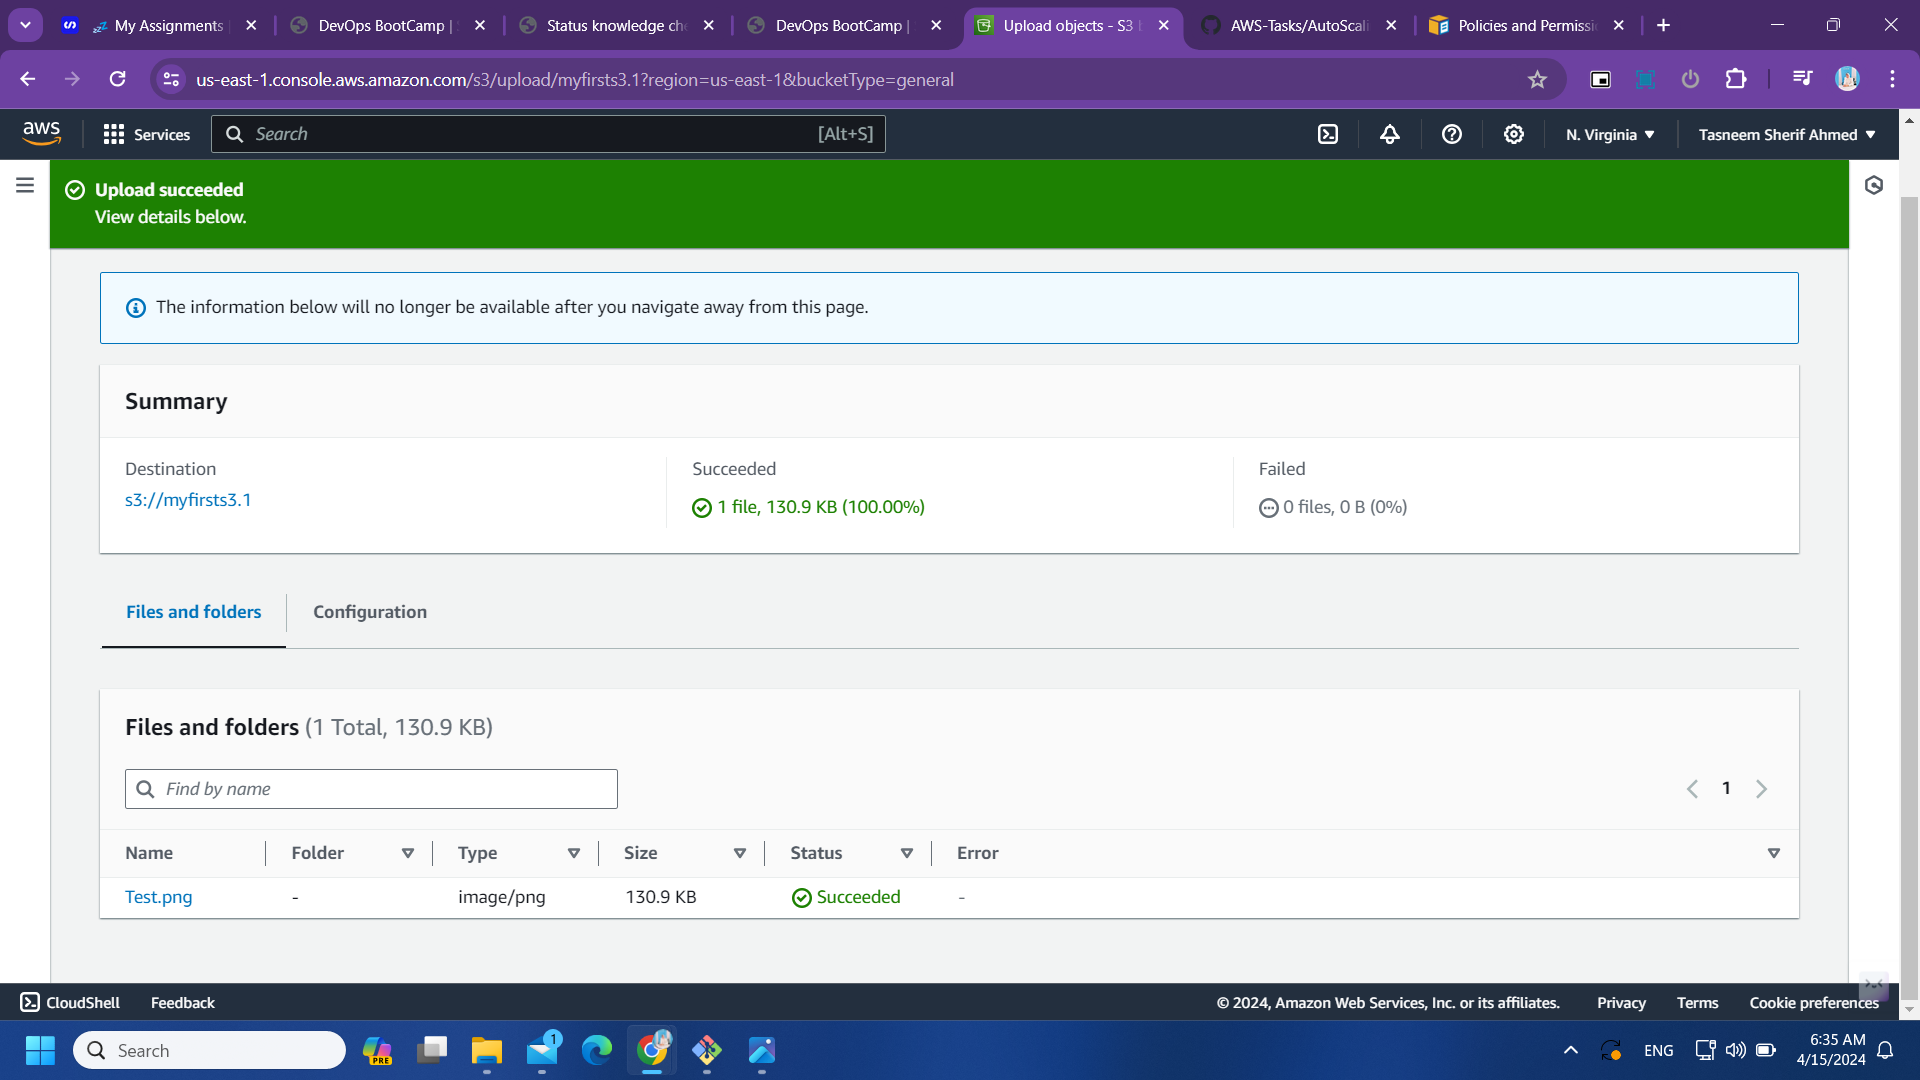 My Assignments
DevOps BootCamp |
Status knowledge ch
DevOps BootCamp |
Upload objects - S3 b
AWS-Tasks/AutoScali
Policies and Permissi
us-east-1.console.aws.amazon.com/s3/upload/myfirsts3.1?region=us-east-1&bucketType=general
aws
Services
Search
[Alt+S]
N. Virginia
Tasneem Sherif Ahmed
Upload succeeded
View details below.
The information below will no longer be available after you navigate away from this page.
Summary
Destination
s3://myfirsts3.1
Succeeded
1 file, 130.9 KB (100.00%)
Failed
0 files, 0 B (0%)
Files and folders
Configuration
Files and folders (1 Total, 130.9 KB)
Find by name
1
Name Folder Type Size Status Error
Test.png - image/png 130.9 KB Succeeded -
CloudShell
Feedback
© 2024, Amazon Web Services, Inc. or its affiliates.
Privacy
Terms
Cookie preferences
Search
PRE
1
ENG
6:35 AM
4/15/2024